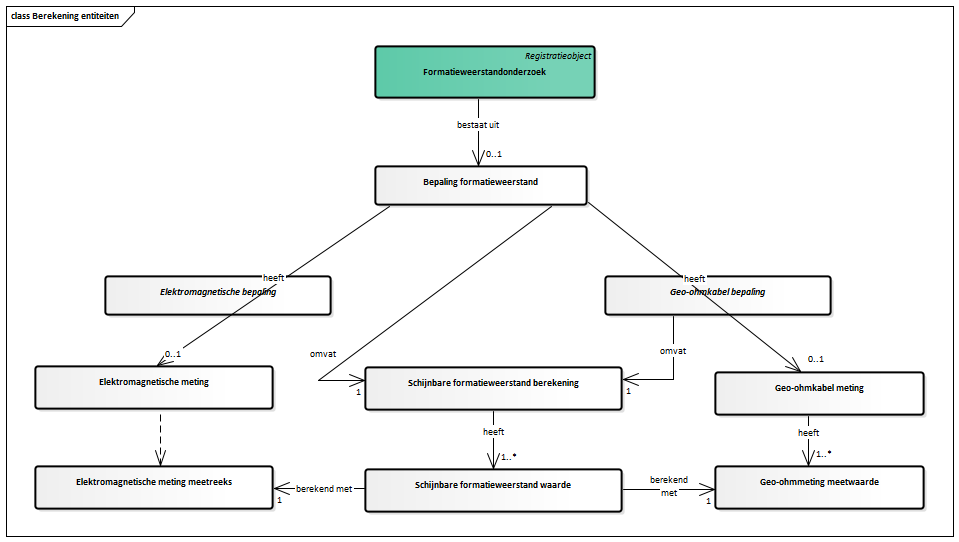 class Berekening entiteiten
Registratieobject
Formatieweerstandonderzoek
bestaat uit
0..1
Bepaling formatieweerstand
heeft
heeft
Elektromagnetische bepaling
Geo-ohmkabel bepaling
0..1
omvat
omvat
0..1
Elektromagnetische meting
Schijnbare formatieweerstand berekening
Geo-ohmkabel meting
1
1
heeft
heeft
1..*
1..*
Elektromagnetische meting meetreeks
berekend met
1
Schijnbare formatieweerstand waarde
berekend
met
1
Geo-ohmmeting meetwaarde